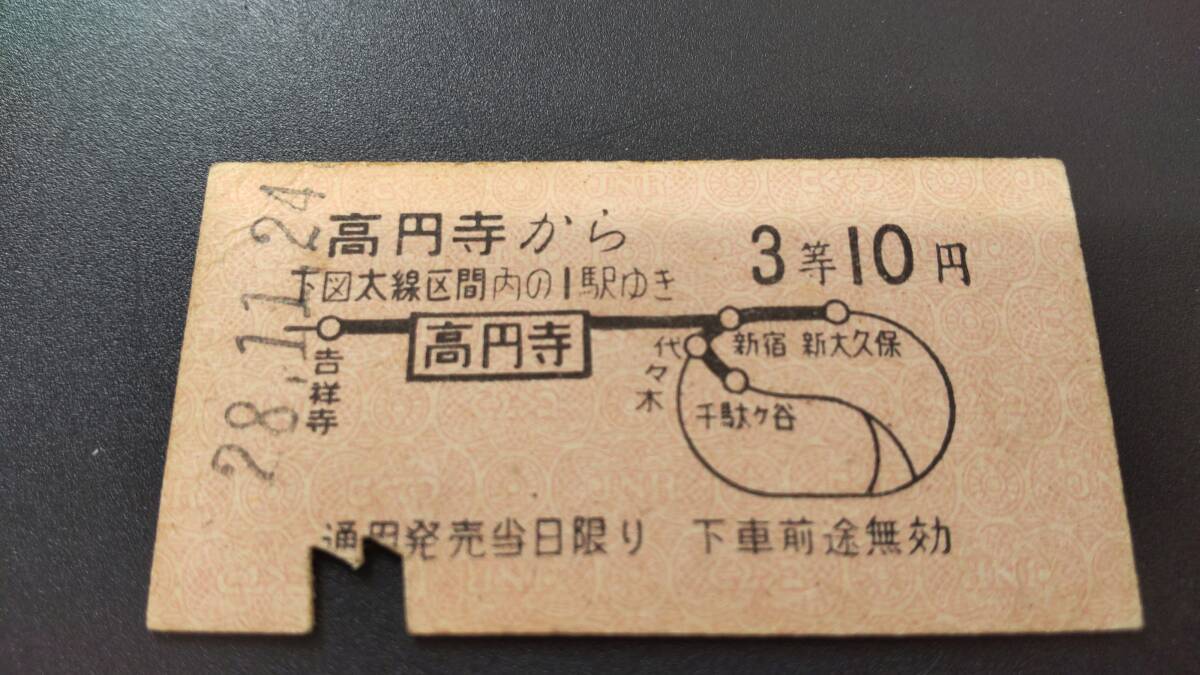 28.11.24
高円寺から 3等10円
下図太線区間内の1駅ゆき
吉祥寺
高円寺
代々木
新宿
新大久保
千駄ヶ谷
通用発売当日限り 下車前途無効